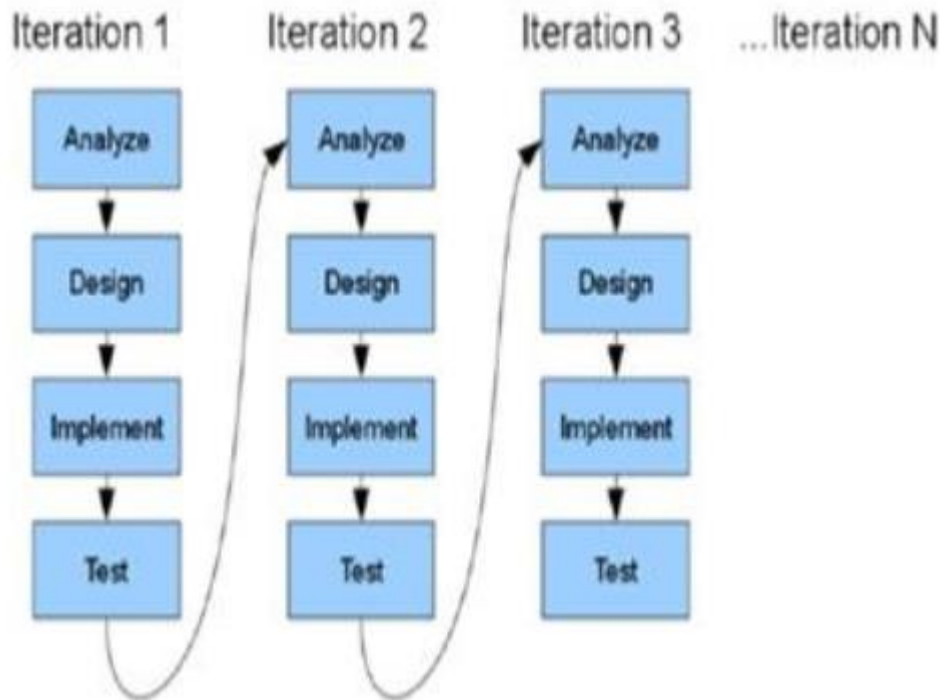 Iteration 1 Iteration 2 Iteration 3 ...Iteration N
Analyze Analyze Analyze
Design Design Design
Implement Implement Implement
Test Test Test